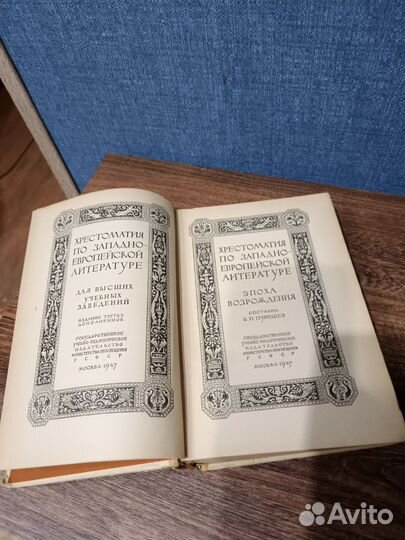 ХРЕСТОМАТИЯ
ПО ЗАПАДНО-
ЕВРОПЕЙСКОЙ
ЛИТЕРАТУРЕ
ДЛЯ ВЫСШИХ
УЧЕБНЫХ
ЗАВЕДЕНИЙ
ИЗДАНИЕ ТРЕТЬЕ
ДОПОЛНЕННОЕ
ГОСУДАРСТВЕННОЕ
УЧЕБНО-ПЕДАГОГИЧЕСКОЕ
ИЗДАТЕЛЬСТВО
МИНИСТЕРСТВА ПРОСВЕЩЕНИЯ
РСФСР
МОСКВА·1947
ХРЕСТОМАТИЯ
ПО ЗАПАДНО-
ЕВРОПЕЙСКОЙ
ЛИТЕРАТУРЕ
ЭПОХА
ВОЗРОЖДЕНИЯ
СОСТАВИЛ
Б.И.ПУРИШЕВ
ГОСУДАРСТВЕННОЕ
УЧЕБНО-ПЕДАГОГИЧЕСКОЕ
ИЗДАТЕЛЬСТВО
МИНИСТЕРСТВА ПРОСВЕЩЕНИЯ
РСФСР
МОСКВА·1947
Avito